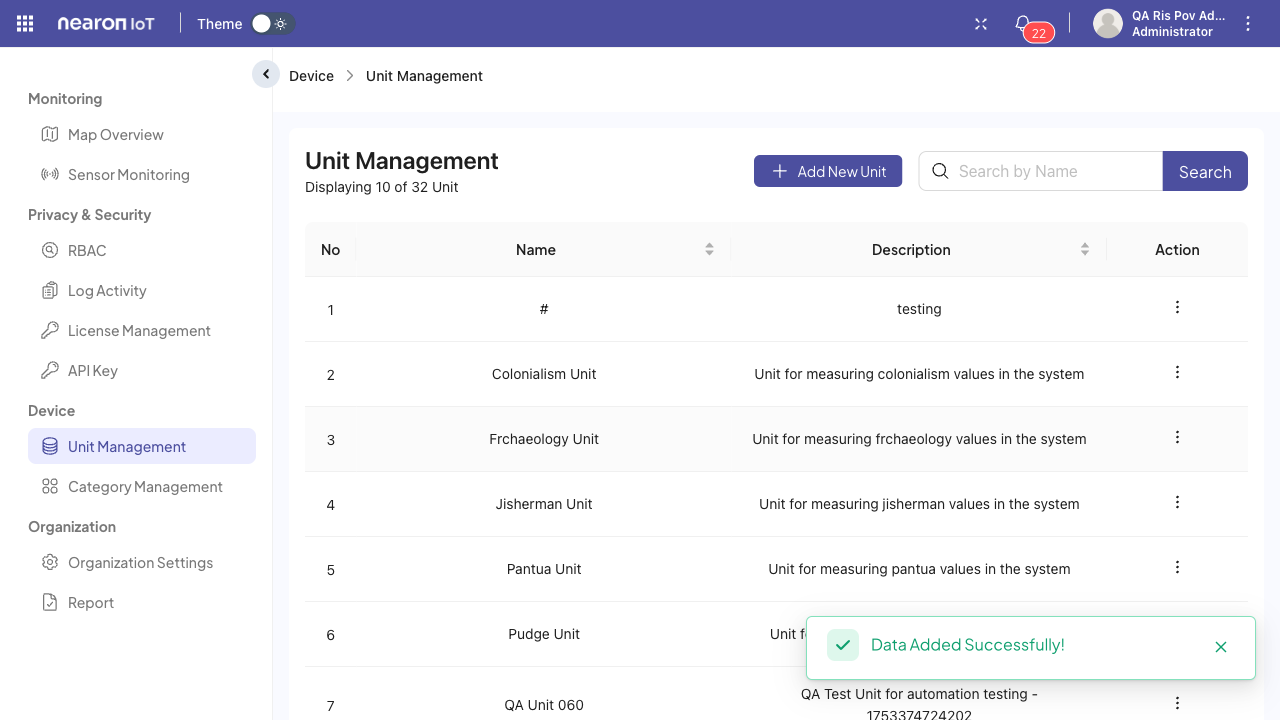 nearon IoT
Theme
22
QA Ris Pov Ad...
Administrator
Monitoring
Map Overview
Sensor Monitoring
Privacy & Security
RBAC
Log Activity
License Management
API Key
Device
Unit Management
Category Management
Organization
Organization Settings
Report
Device > Unit Management
Unit Management
Displaying 10 of 32 Unit
+ Add New Unit
Search by Name
Search
No Name Description Action
1 # testing
2 Colonialism Unit Unit for measuring colonialism values in the system
3 Frchaeology Unit Unit for measuring frchaeology values in the system
4 Jisherman Unit Unit for measuring jisherman values in the system
5 Pantua Unit Unit for measuring pantua values in the system
6 Pudge Unit Unit
7 QA Unit 060 QA Test Unit for automation testing -
1753374724202
Data Added Successfully!